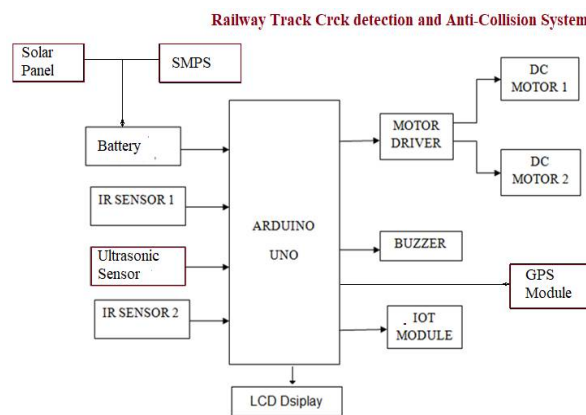 Railway Track Crck detection and Anti-Collision System
Solar
Panel
SMPS
DC
MOTOR 1
MOTOR
DRIVER
Battery
DC
MOTOR 2
IR SENSOR 1
ARDUINO
UNO
BUZZER
Ultrasonic
Sensor
GPS
Module
IR SENSOR 2
IOT
MODULE
LCD Dsiplay